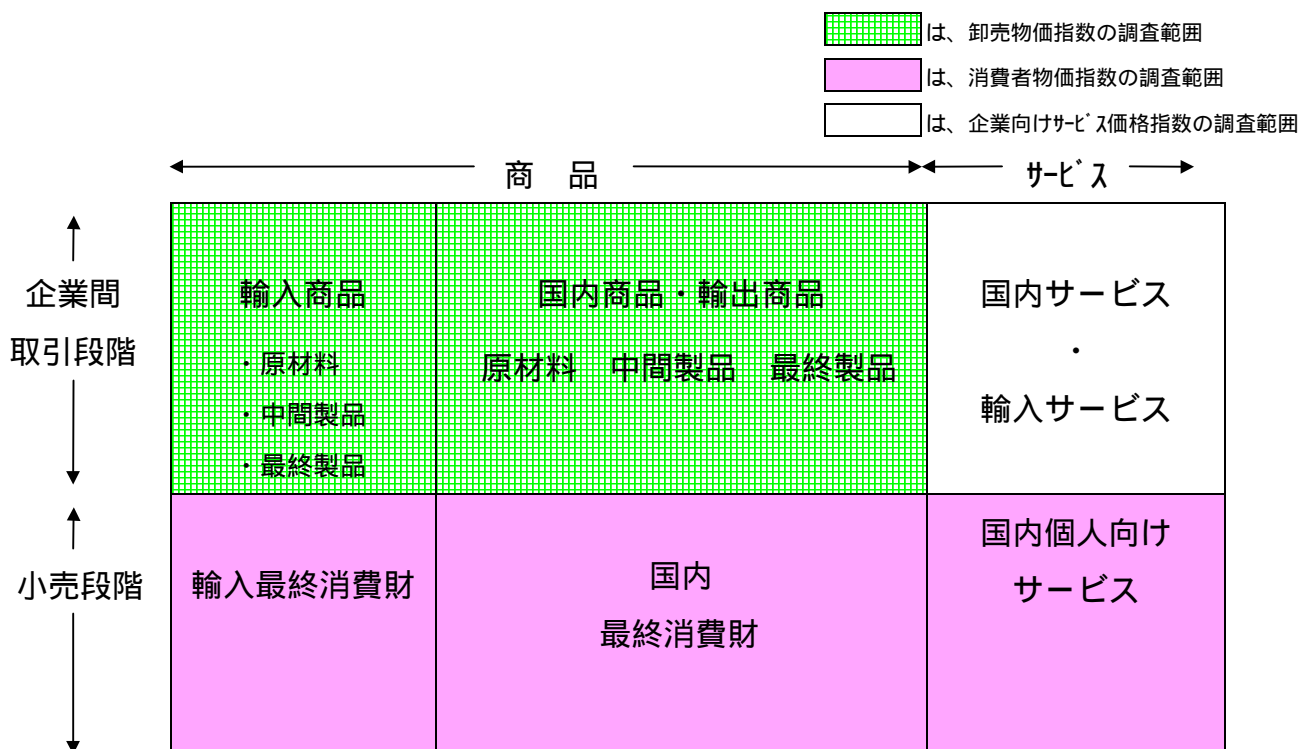 は、卸売物価指数の調査範囲
は、消費者物価指数の調査範囲
は、企業向けｻｰﾋﾞｽ価格指数の調査範囲
商　品
ｻｰﾋﾞｽ
企業間
取引段階
輸入商品
・原材料
・中間製品
・最終製品
国内商品・輸出商品
原材料　中間製品　最終製品
国内サービス
・
輸入サービス
小売段階
輸入最終消費財
国内
最終消費財
国内個人向け
サービス